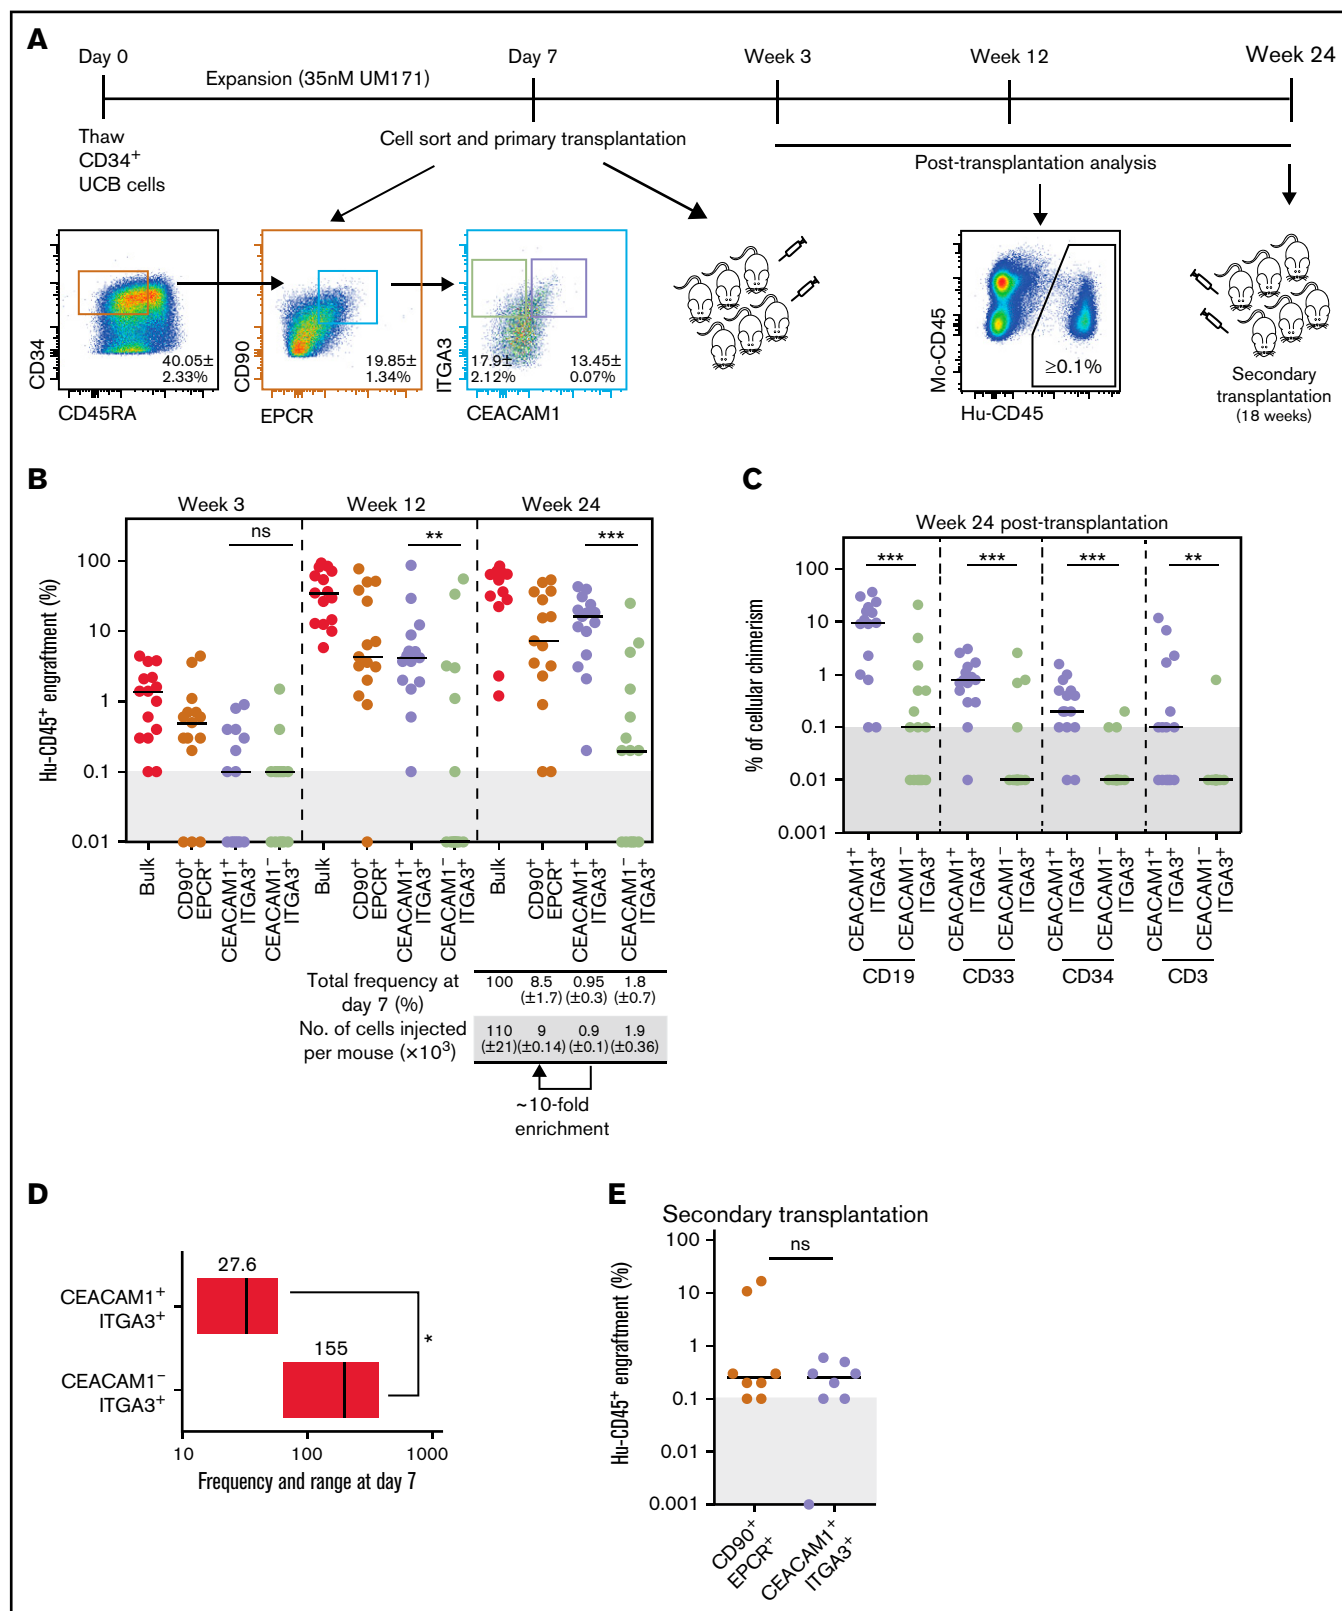 A
Day 0
Day 7
Week 3
Week 12
Week 24
Expansion (35nM UM171)
Thaw
CD34+
UCB cells
Cell sort and primary transplantation
Post-transplantation analysis
CD34
40.05±
2.33%
CD45RA
CD90
19.85±
1.34%
EPCR
ITGA3
17.9±
2.12%
13.45±
0.07%
CEACAM1
Mo-CD45
≥0.1%
Hu-CD45
Secondary
transplantation
(18 weeks)
B
Week 3
Week 12
Week 24
ns
**
***
Hu-CD45+ engraftment (%)
100
10
1
0.1
0.01
Bulk
CD90+
EPCR+
CEACAM1+
ITGA3+
CEACAM1−
ITGA3+
Bulk
CD90+
EPCR+
CEACAM1+
ITGA3+
CEACAM1−
ITGA3+
Bulk
CD90+
EPCR+
CEACAM1+
ITGA3+
CEACAM1−
ITGA3+
Total frequency at
day 7 (%)
100
8.5
(±1.7)
0.95
(±0.3)
1.8
(±0.7)
No. of cells injected
per mouse (×10³)
110
(±21)
9
(±0.14)
0.9
(±0.1)
1.9
(±0.36)
~10-fold
enrichment
C
Week 24 post-transplantation
***
***
***
**
% of cellular chimerism
100
10
1
0.1
0.01
0.001
CEACAM1+
ITGA3+
CEACAM1−
ITGA3+
CEACAM1+
ITGA3+
CEACAM1−
ITGA3+
CEACAM1+
ITGA3+
CEACAM1−
ITGA3+
CEACAM1+
ITGA3+
CEACAM1−
ITGA3+
CD19
CD33
CD34
CD3
D
27.6
CEACAM1+
ITGA3+
155
CEACAM1−
ITGA3+
*
10
100
1000
Frequency and range at day 7
E
Secondary transplantation
ns
Hu-CD45+ engraftment (%)
100
10
1
0.1
0.01
0.001
CD90+
EPCR+
CEACAM1+
ITGA3+